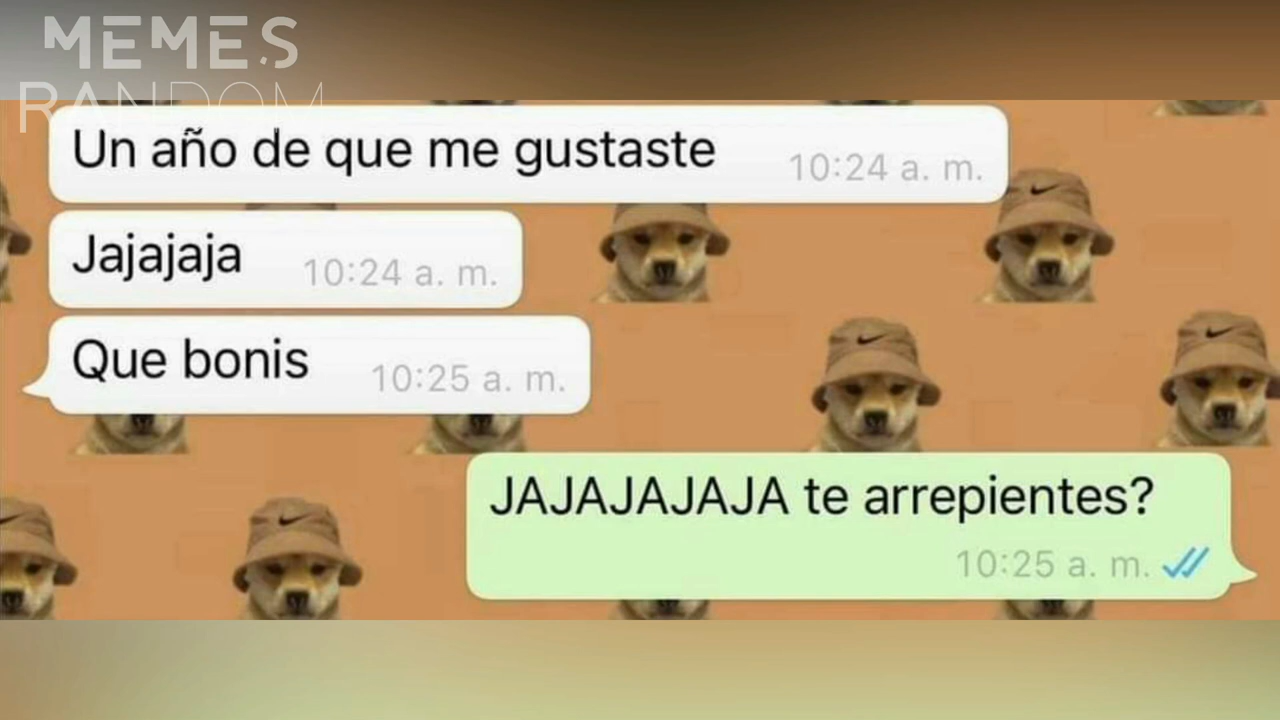 MEMES
RANDOM
Un año de que me gustaste 10:24 a. m.
Jajajaja 10:24 a. m.
Que bonis 10:25 a. m.
JAJAJAJAJA te arrepientes?
10:25 a. m.